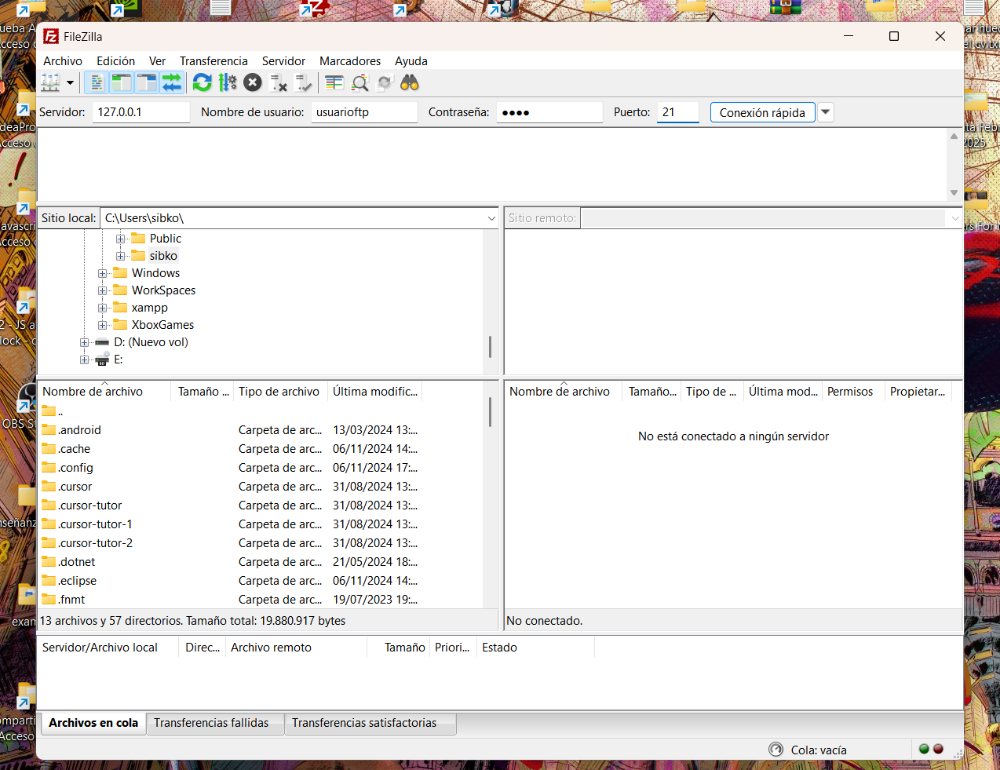 FileZilla
Archivo Edición Ver Transferencia Servidor Marcadores Ayuda
Servidor: 127.0.0.1 Nombre de usuario: usuarioftp Contraseña: ●●●● Puerto: 21 Conexión rápida
Sitio local: C:\Users\sibko\
Sitio remoto:
Public
sibko
Windows
WorkSpaces
xampp
XboxGames
D: (Nuevo vol)
E:
Nombre de archivo Tamaño ... Tipo de archivo Última modific...
..
.android Carpeta de arc... 13/03/2024 13:...
.cache Carpeta de arc... 06/11/2024 14:...
.config Carpeta de arc... 06/11/2024 17:...
.cursor Carpeta de arc... 31/08/2024 13:...
.cursor-tutor Carpeta de arc... 31/08/2024 13:...
.cursor-tutor-1 Carpeta de arc... 31/08/2024 13:...
.cursor-tutor-2 Carpeta de arc... 31/08/2024 13:...
.dotnet Carpeta de arc... 21/05/2024 18:...
.eclipse Carpeta de arc... 06/11/2024 14:...
.fnmt Carpeta de arc... 19/07/2023 19:...
13 archivos y 57 directorios. Tamaño total: 19.880.917 bytes
Nombre de archivo Tamaño... Tipo de ... Última mod... Permisos Propietar...
No está conectado a ningún servidor
No conectado.
Servidor/Archivo local Direc... Archivo remoto Tamaño Priori... Estado
Archivos en cola Transferencias fallidas Transferencias satisfactorias
Cola: vacía